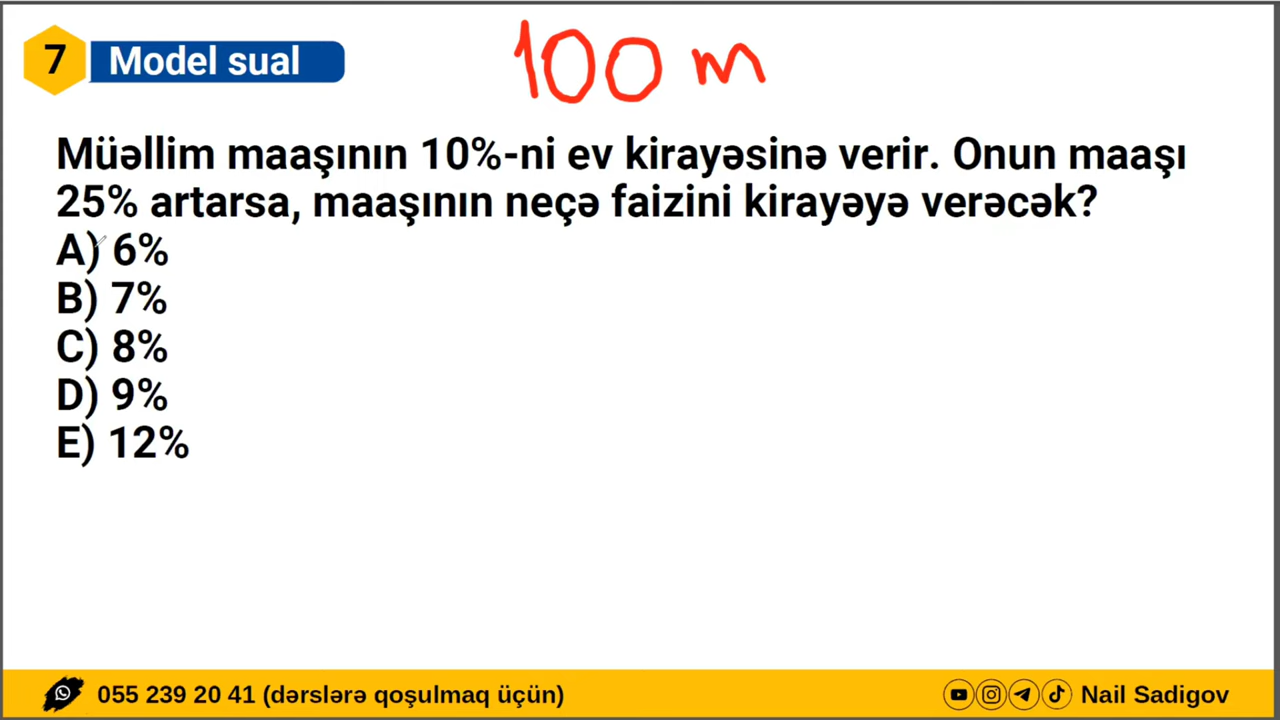 7 Model sual
100 m
Müəllim maaşının 10%-ni ev kirayəsinə verir. Onun maaşı
25% artarsa, maaşının neçə faizini kirayəyə verəcək?
A) 6%
B) 7%
C) 8%
D) 9%
E) 12%
055 239 20 41 (dərslərə qoşulmaq üçün)
Nail Sadigov